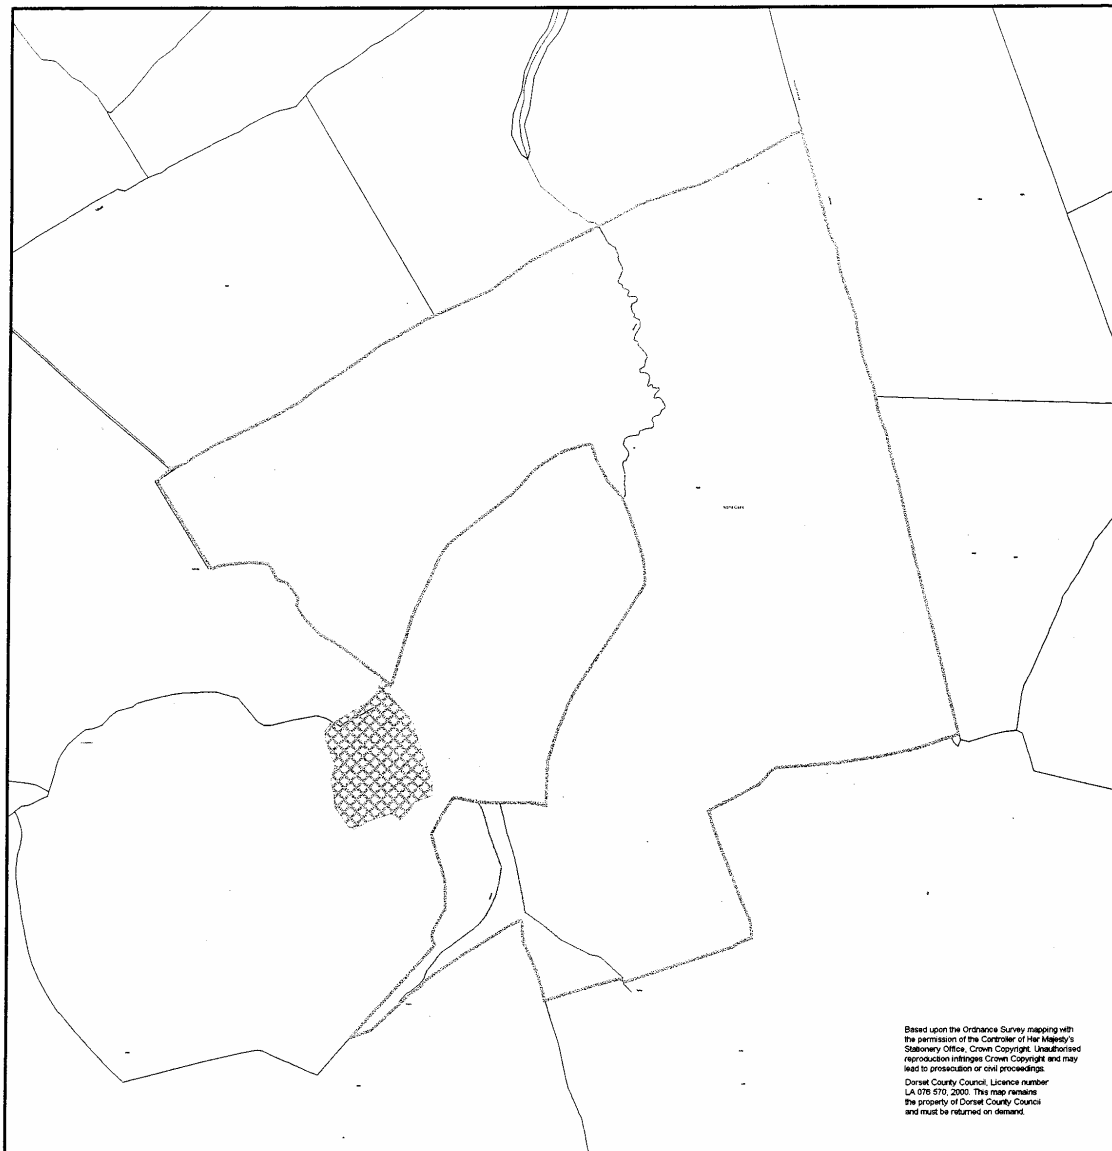 Based upon the Ordnance Survey mapping with
the permission of the Controller of Her Majesty's
Stationery Office, Crown Copyright. Unauthorised
reproduction infringes Crown Copyright and may
lead to prosecution or civil proceedings.
Dorset County Council, Licence number
LA 076 570, 2000. This map remains
the property of Dorset County Council
and must be returned on demand.